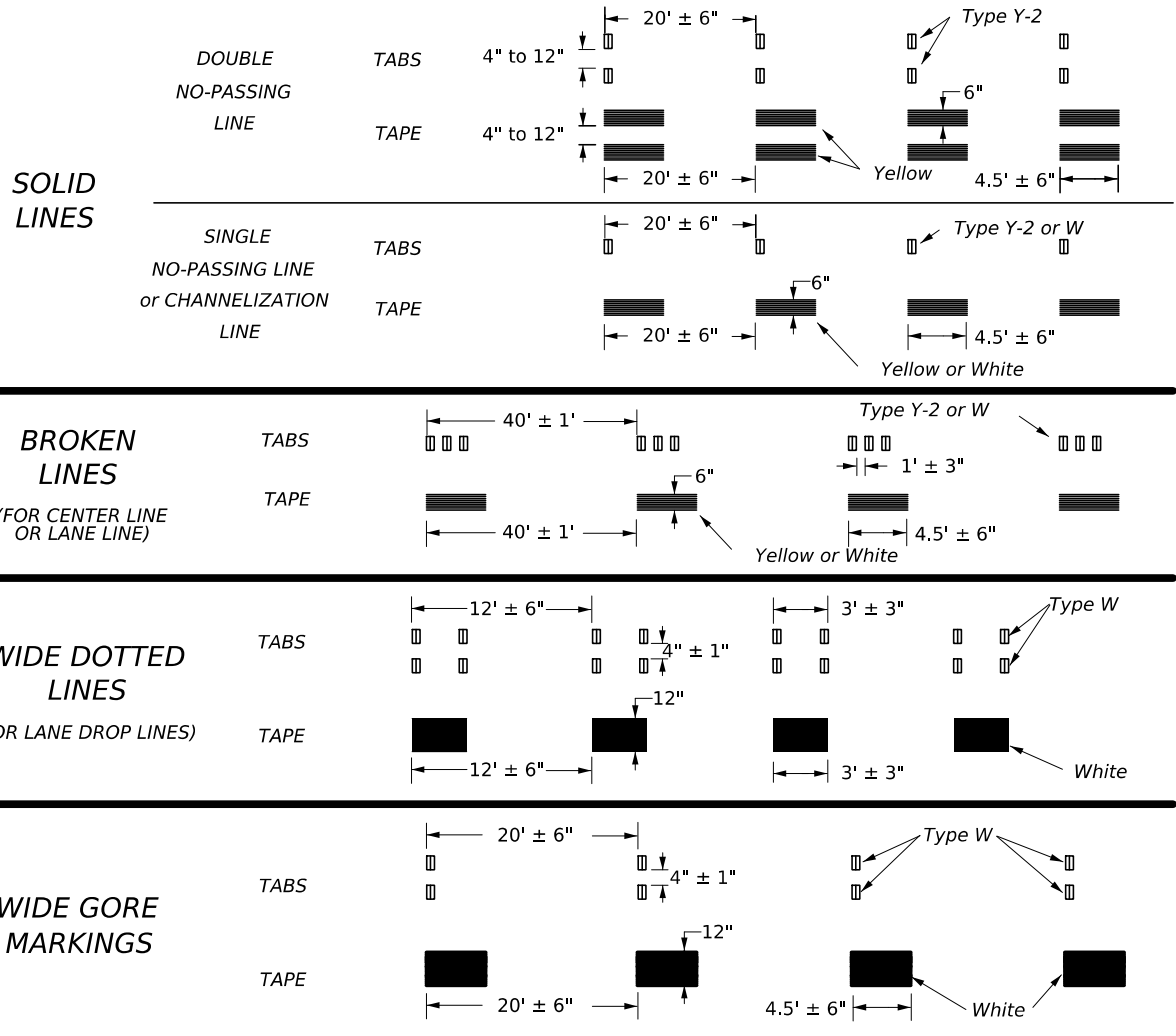 SOLID
LINES
DOUBLE
NO-PASSING
LINE
TABS
20' ± 6"
Type Y-2
4" to 12"
TAPE
4" to 12"
6"
Yellow
20' ± 6"
4.5' ± 6"
SINGLE
NO-PASSING LINE
or CHANNELIZATION
LINE
TABS
20' ± 6"
Type Y-2 or W
TAPE
6"
20' ± 6"
4.5' ± 6"
Yellow or White
BROKEN
LINES
(FOR CENTER LINE
OR LANE LINE)
TABS
40' ± 1'
Type Y-2 or W
1' ± 3"
TAPE
6"
40' ± 1'
4.5' ± 6"
Yellow or White
WIDE DOTTED
LINES
OR LANE DROP LINES)
TABS
12' ± 6"
3' ± 3"
Type W
4" ± 1"
TAPE
12"
12' ± 6"
3' ± 3"
White
WIDE GORE
MARKINGS
TABS
20' ± 6"
Type W
4" ± 1"
TAPE
12"
20' ± 6"
4.5' ± 6"
White